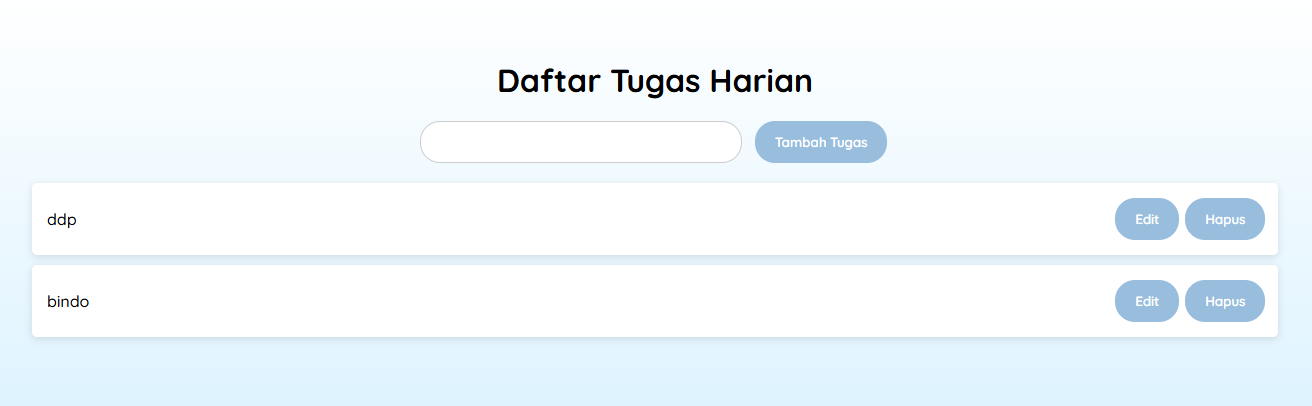 Daftar Tugas Harian
Tambah Tugas
ddp Edit Hapus
bindo Edit Hapus